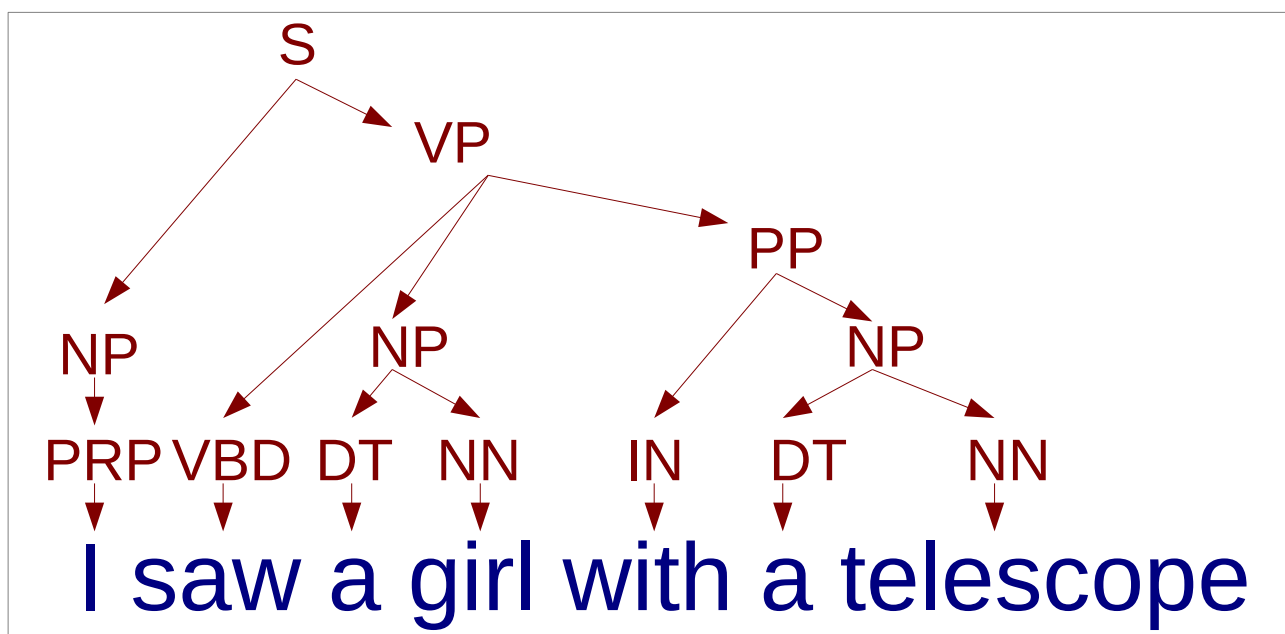 S
VP
PP
NP NP NP
PRP VBD DT NN IN DT NN
I saw a girl with a telescope